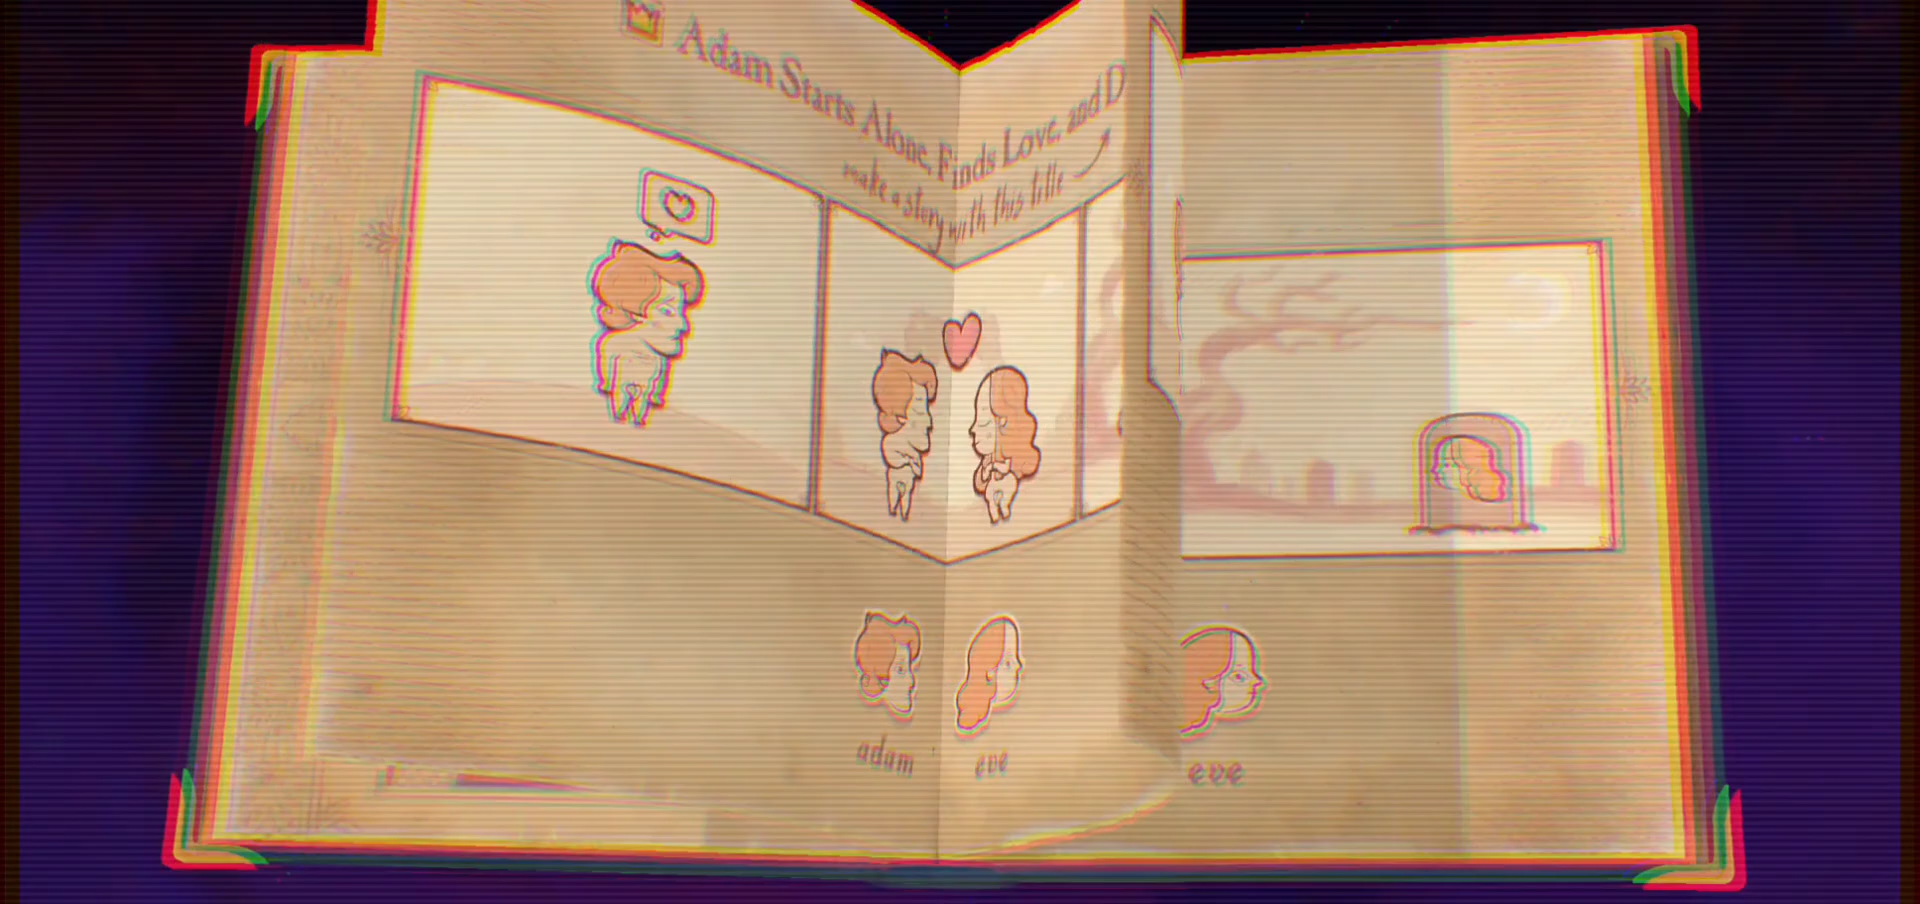 Adam Starts Alone, Finds Love, and D
make a story with this title
adam
eve
eve